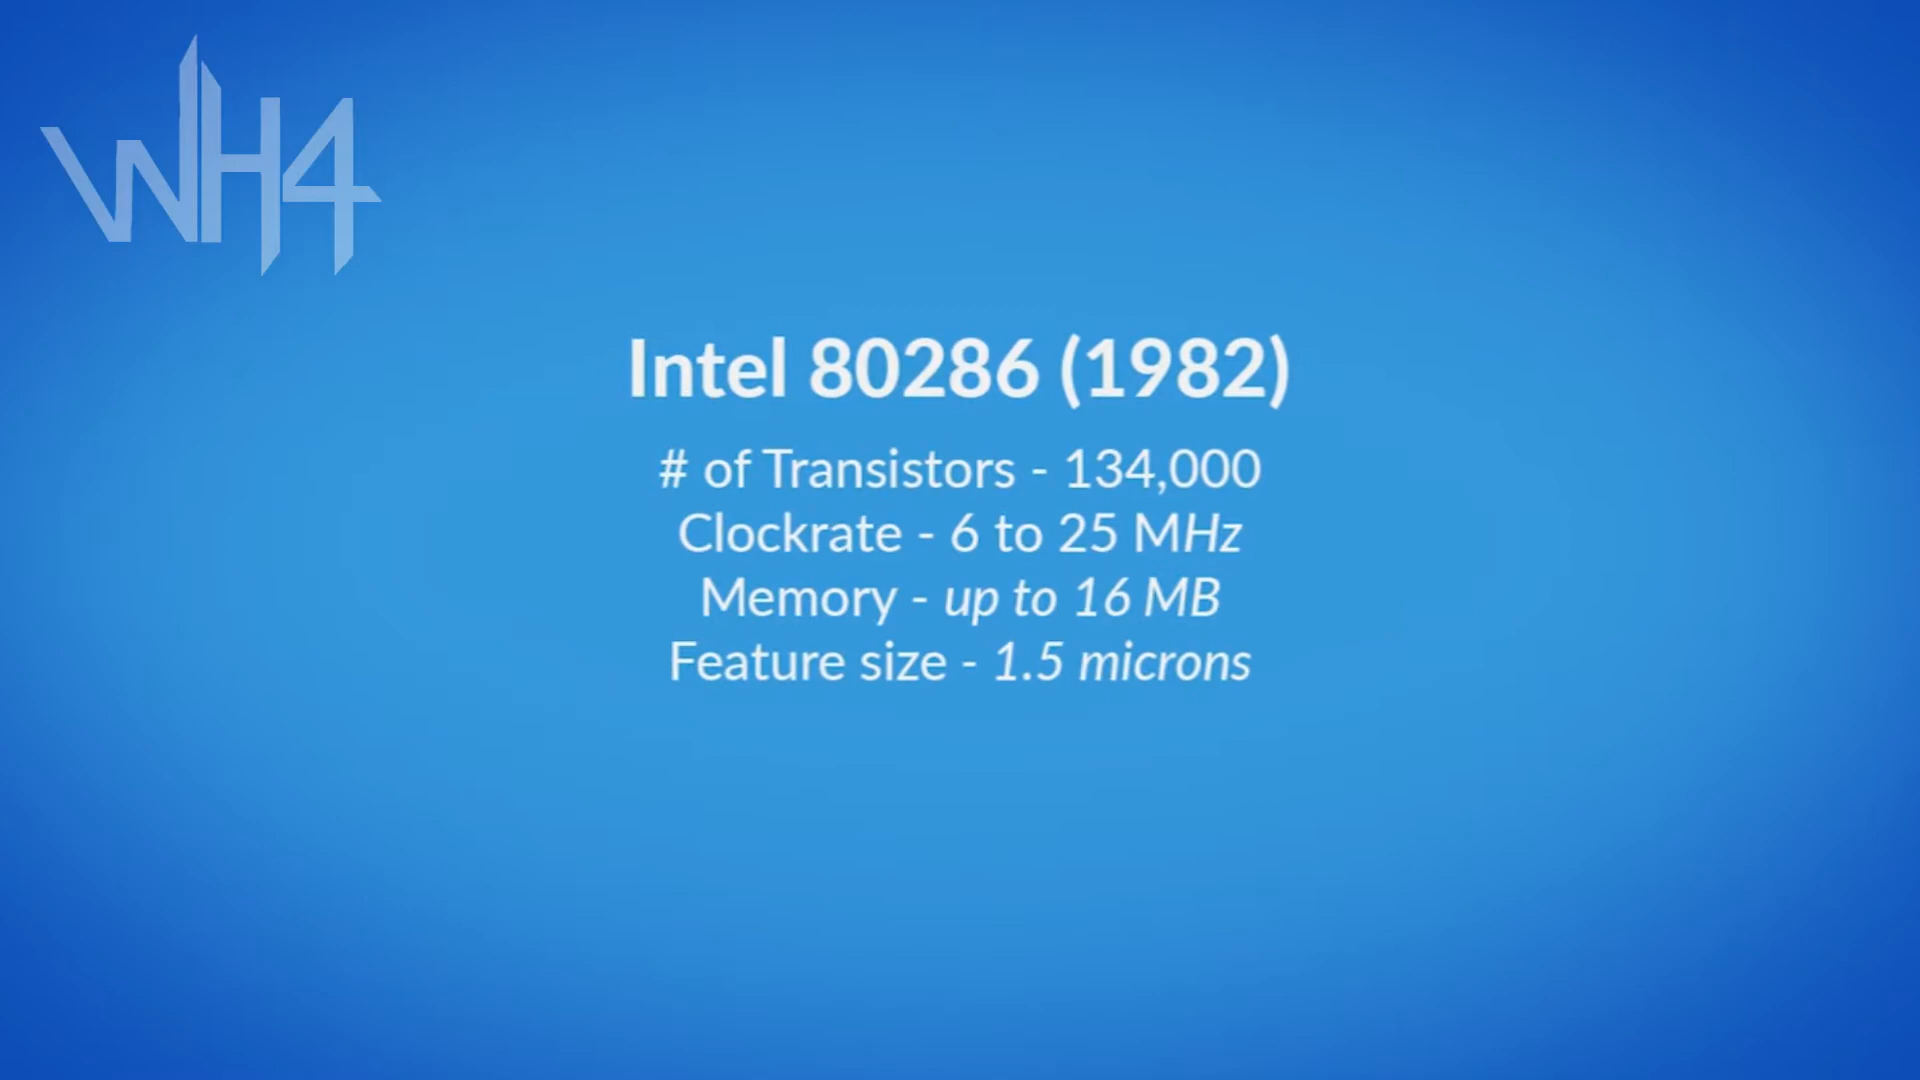 WH4
Intel 80286 (1982)
# of Transistors - 134,000
Clockrate - 6 to 25 MHz
Memory - up to 16 MB
Feature size - 1.5 microns